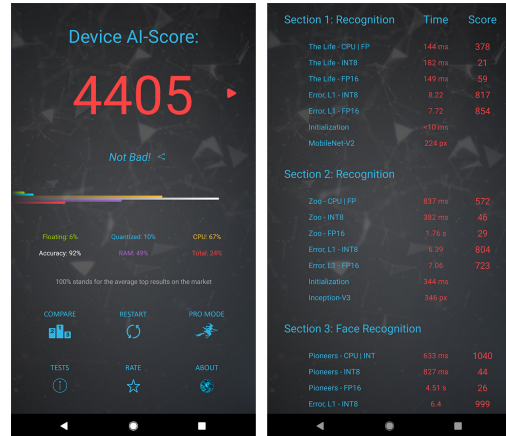 Device AI-Score:
4405
Not Bad!
Floating: 6% Quantized: 10% CPU: 67%
Accuracy: 92% RAM: 49% Total: 24%
100% stands for the average top results on the market
COMPARE RESTART PRO MODE
TESTS RATE ABOUT
Section 1: Recognition Time Score
The Life - CPU | FP 144 ms 378
The Life - INT8 182 ms 21
The Life - FP16 149 ms 59
Error, L1 - INT8 8.22 817
Error, L1 - FP16 7.72 854
Initialization <10 ms
MobileNet-V2 224 px
Section 2: Recognition
Zoo - CPU | FP 837 ms 572
Zoo - INT8 382 ms 46
Zoo - FP16 1.76 s 29
Error, L1 - INT8 6.39 804
Error, L1 - FP16 7.06 723
Initialization 344 ms
Inception-V3 346 px
Section 3: Face Recognition
Pioneers - CPU | INT 633 ms 1040
Pioneers - INT8 827 ms 44
Pioneers - FP16 4.51 s 26
Error, L1 - INT8 6.4 999